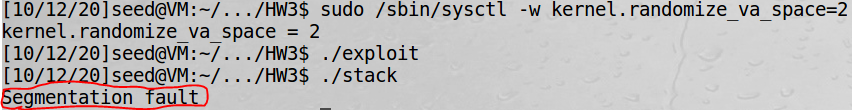 [10/12/20]seed@VM:~/.../HW3$ sudo /sbin/sysctl -w kernel.randomize_va_space=2
kernel.randomize_va_space = 2
[10/12/20]seed@VM:~/.../HW3$ ./exploit
[10/12/20]seed@VM:~/.../HW3$ ./stack
Segmentation fault